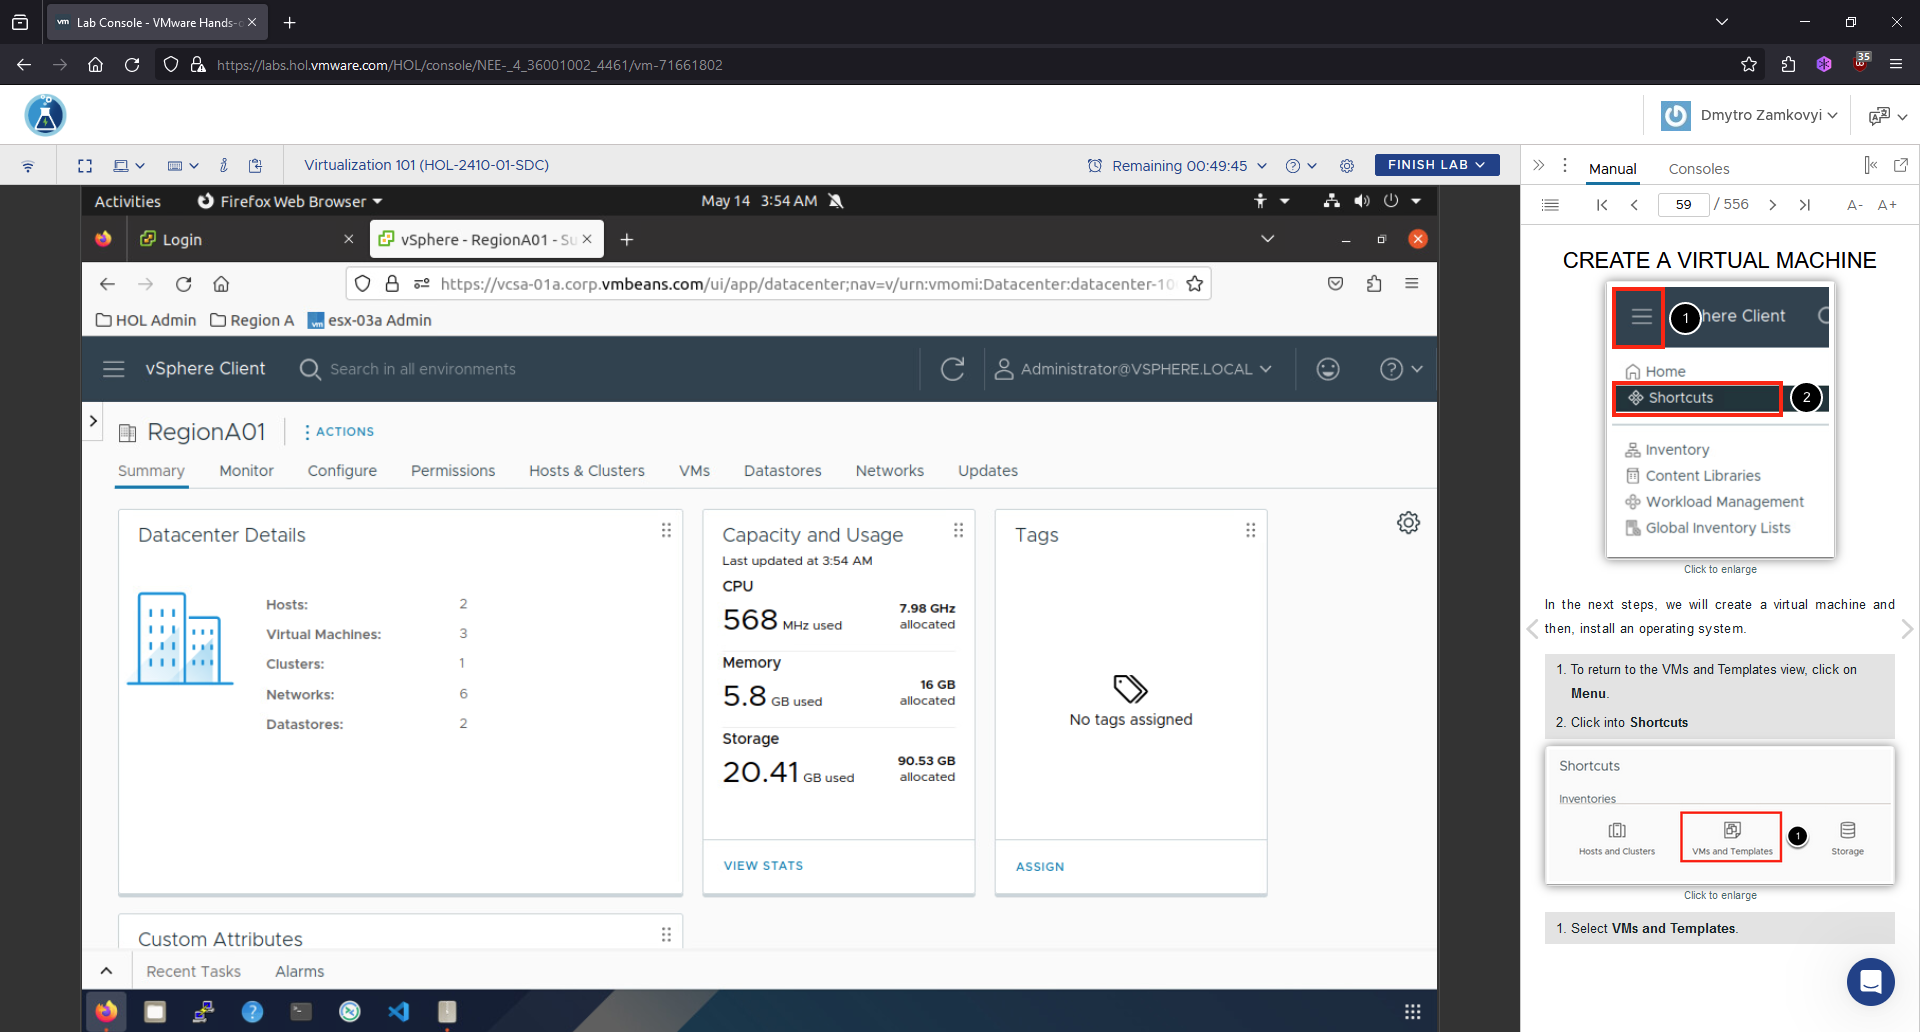 Lab Console - VMware Hands-o
https://labs.hol.vmware.com/HOL/console/NEE-_4_36001002_4461/vm-71661802
35
Dmytro Zamkovyi
Virtualization 101 (HOL-2410-01-SDC)
Remaining 00:49:45
FINISH LAB
Manual
Consoles
59 / 556
A-
A+
Activities
Firefox Web Browser
May 14 3:54 AM
Login
vSphere - RegionA01 - Su
https://vcsa-01a.corp.vmbeans.com/ui/app/datacenter;nav=v/urn:vmomi:Datacenter:datacenter-10
HOL Admin
Region A
esx-03a Admin
vSphere Client
Search in all environments
Administrator@VSPHERE.LOCAL
RegionA01
ACTIONS
Summary
Monitor
Configure
Permissions
Hosts & Clusters
VMs
Datastores
Networks
Updates
Datacenter Details
Hosts: 2
Virtual Machines: 3
Clusters: 1
Networks: 6
Datastores: 2
Capacity and Usage
Last updated at 3:54 AM
CPU
568 MHz used
7.98 GHz
allocated
Memory
5.8 GB used
16 GB
allocated
Storage
20.41 GB used
90.53 GB
allocated
VIEW STATS
Tags
No tags assigned
ASSIGN
Custom Attributes
Recent Tasks
Alarms
CREATE A VIRTUAL MACHINE
1
here Client
Home
Shortcuts
2
Inventory
Content Libraries
Workload Management
Global Inventory Lists
Click to enlarge
In the next steps, we will create a virtual machine and
then, install an operating system.
1. To return to the VMs and Templates view, click on
Menu.
2. Click into Shortcuts
Shortcuts
Inventories
Hosts and Clusters
VMs and Templates
1
Storage
Click to enlarge
1. Select VMs and Templates.